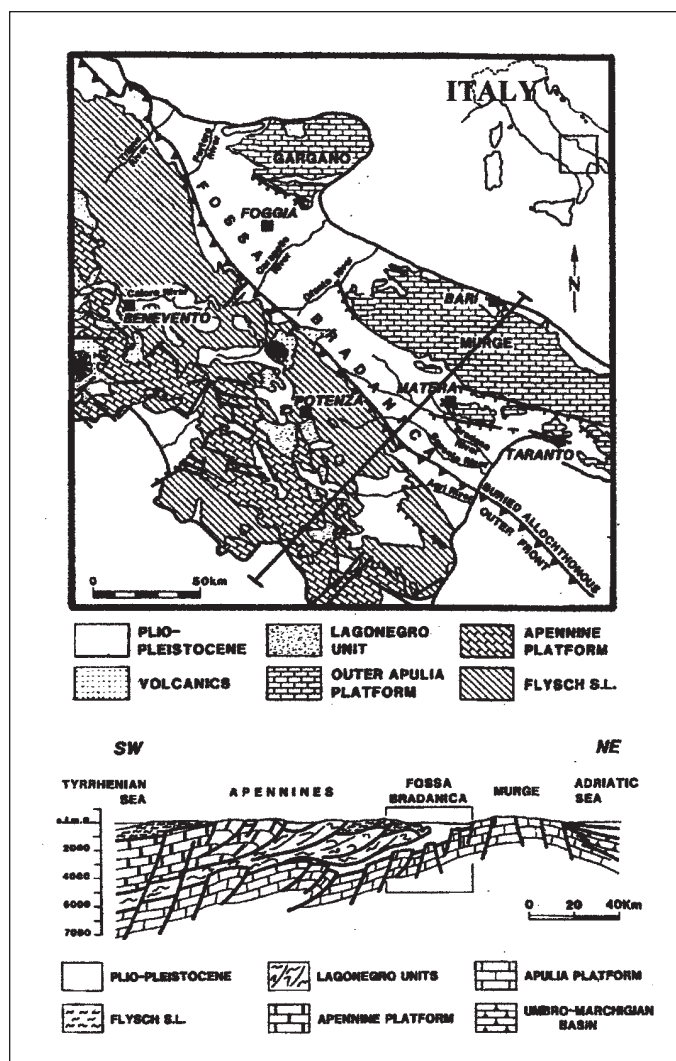 ITALY
GARGANO
FOGGIA
FOSSA
N
BARI
MURGE
BENEVENTO
Calore River
BRADANICA
MATERA
POTENZA
TARANTO
BURIED ALLOCHTHONOUS
OUTER FRONT
0 50km
PLIO-
PLEISTOCENE
LAGONEGRO
UNIT
APENNINE
PLATFORM
VOLCANICS
OUTER APULIA
PLATFORM
FLYSCH S.L.
SW NE
TYRRHENIAN
SEA
APENNINES
FOSSA
BRADANICA
MURGE
ADRIATIC
SEA
2000
4000
6000
7000
0 20 40Km
PLIO-PLEISTOCENE
LAGONEGRO UNITS
APULIA PLATFORM
FLYSCH S.L.
APENNINE PLATFORM
UMBRO-MARCHIGIAN
BASIN